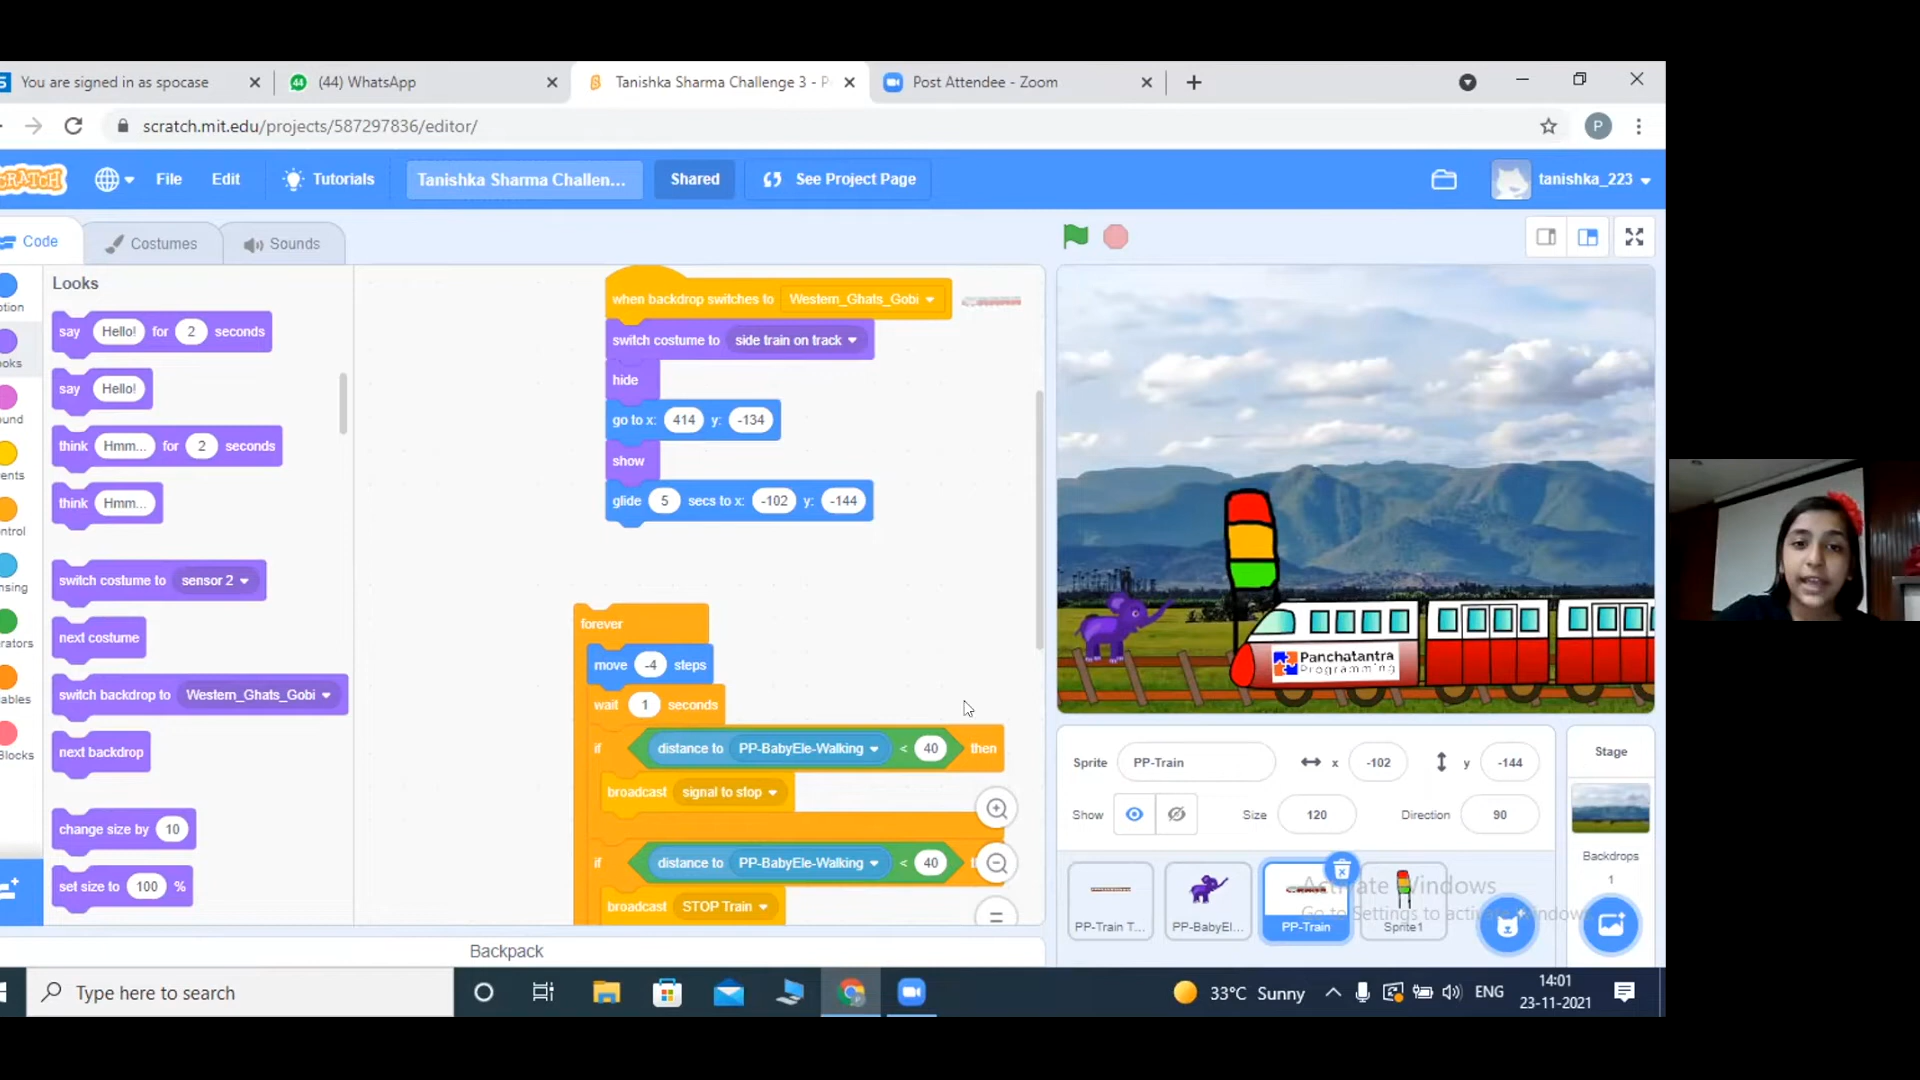 You are signed in as spocase
(44) WhatsApp
Tanishka Sharma Challenge 3 - P
Post Attendee - Zoom
scratch.mit.edu/projects/587297836/editor/
P
File
Edit
Tutorials
Tanishka Sharma Challen...
Shared
See Project Page
tanishka_223
Code
Costumes
Sounds
Looks
say Hello! for 2 seconds
say Hello!
think Hmm... for 2 seconds
think Hmm...
switch costume to sensor 2
next costume
switch backdrop to Western_Ghats_Gobi
next backdrop
change size by 10
set size to 100 %
when backdrop switches to Western_Ghats_Gobi
switch costume to side train on track
hide
go to x: 414 y: -134
show
glide 5 secs to x: -102 y: -144
forever
move -4 steps
wait 1 seconds
if distance to PP-BabyEle-Walking < 40 then
broadcast signal to stop
if distance to PP-BabyEle-Walking < 40
broadcast STOP Train
Panchatantra
Programming
Sprite PP-Train x -102 y -144
Show Size 120 Direction 90
Stage
Backdrops
1
PP-Train T...
PP-BabyEl...
PP-Train
Sprite1
Activate Windows
Go to Settings to activate Windows.
Backpack
Type here to search
33°C Sunny
ENG
14:01
23-11-2021